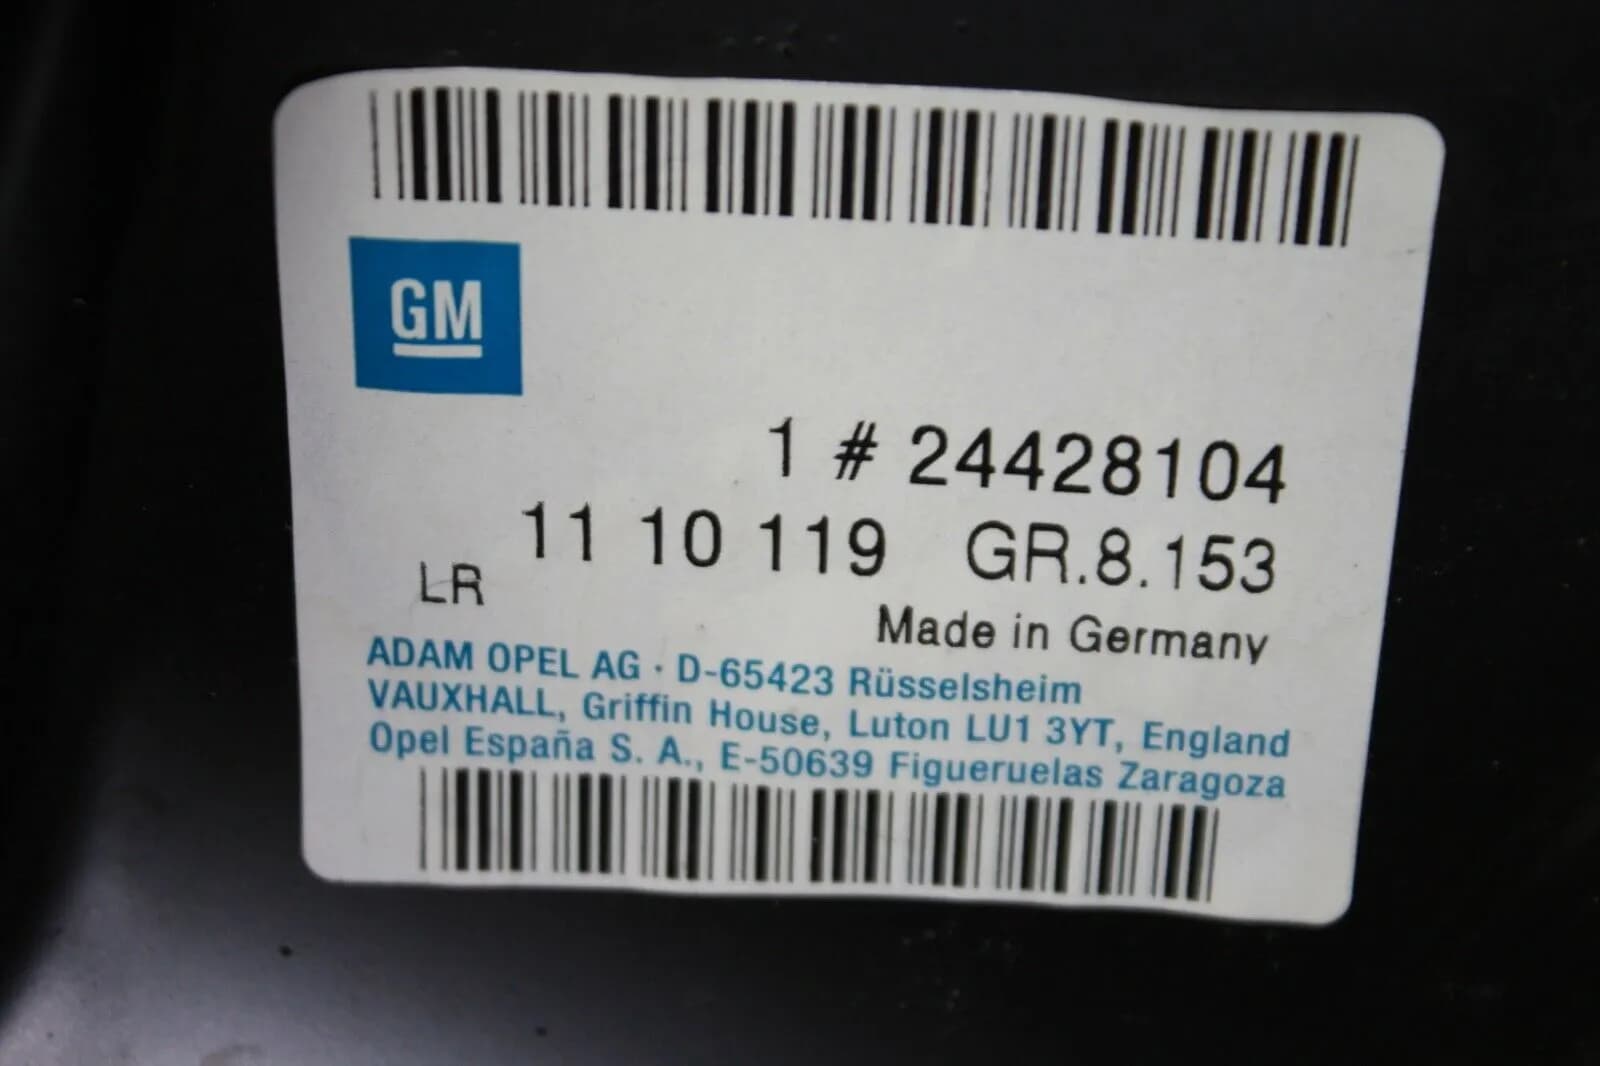 GM
1 # 24428104
11 10 119 GR.8.153
LR
Made in Germany
ADAM OPEL AG · D-65423 Rüsselsheim
VAUXHALL, Griffin House, Luton LU1 3YT, England
Opel España S. A., E-50639 Figueruelas Zaragoza